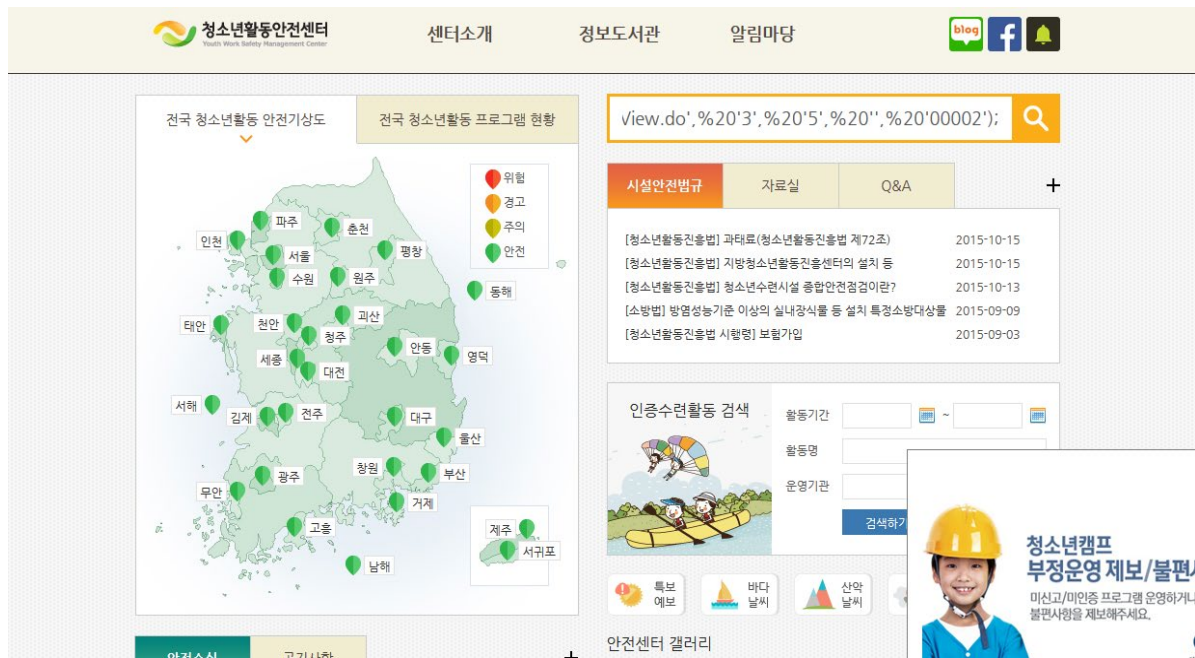 청소년활동안전센터
Youth Work Safety Management Center
센터소개
정보도서관
알림마당
blog
f
전국 청소년활동 안전기상도
전국 청소년활동 프로그램 현황
위험
경고
주의
안전
파주
춘천
인천
서울
평창
수원
원주
동해
괴산
태안
천안
청주
안동
영덕
세종
대전
서해
김제
전주
대구
울산
광주
창원
부산
무안
거제
고흥
제주
서귀포
남해
안전소식
공지사항
+
View.do',%20'3',%20'5',%20'',%20'00002');
시설안전법규
자료실
Q&A
+
[청소년활동진흥법] 과태료(청소년활동진흥법 제72조) 2015-10-15
[청소년활동진흥법] 지방청소년활동진흥센터의 설치 등 2015-10-15
[청소년활동진흥법] 청소년수련시설 종합안전점검이란? 2015-10-13
[소방법] 방염성능기준 이상의 실내장식물 등 설치 특정소방대상물 2015-09-09
[청소년활동진흥법 시행령] 보험가입 2015-09-03
인증수련활동 검색
활동기간
~
활동명
운영기관
검색하기
특보
예보
바다
날씨
산악
날씨
안전센터 갤러리
청소년캠프
부정운영 제보/불편
미신고/미인증 프로그램 운영하거나
불편사항을 제보해주세요.